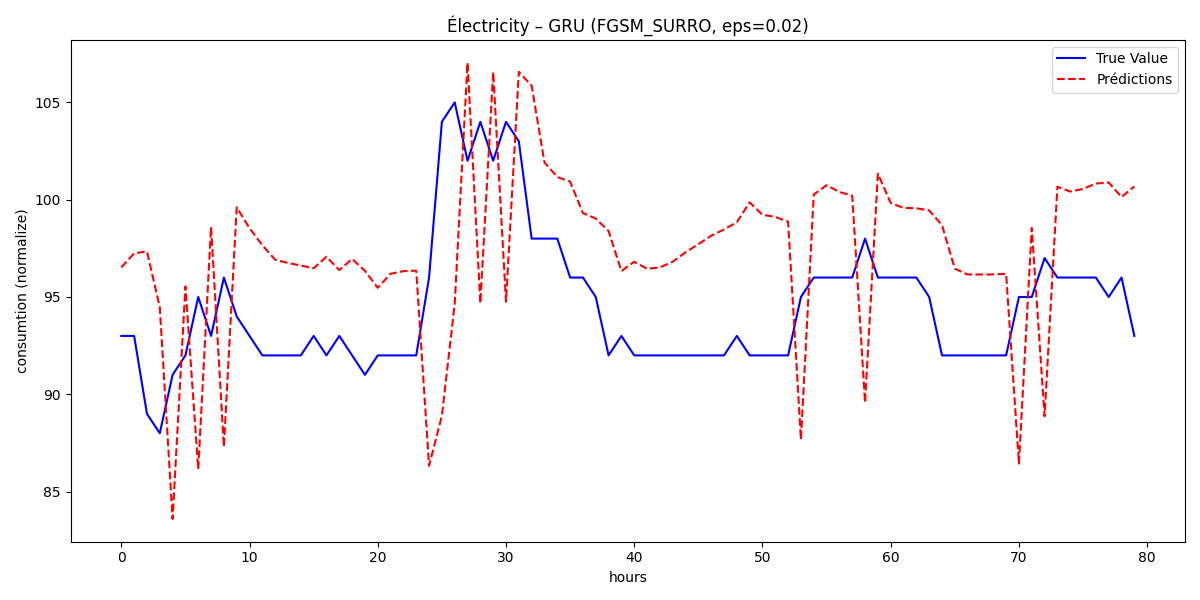 Électricity – GRU (FGSM_SURRO, eps=0.02)
True Value
Prédictions
consumtion (normalize)
105
100
95
90
85
0 10 20 30 40 50 60 70 80
hours